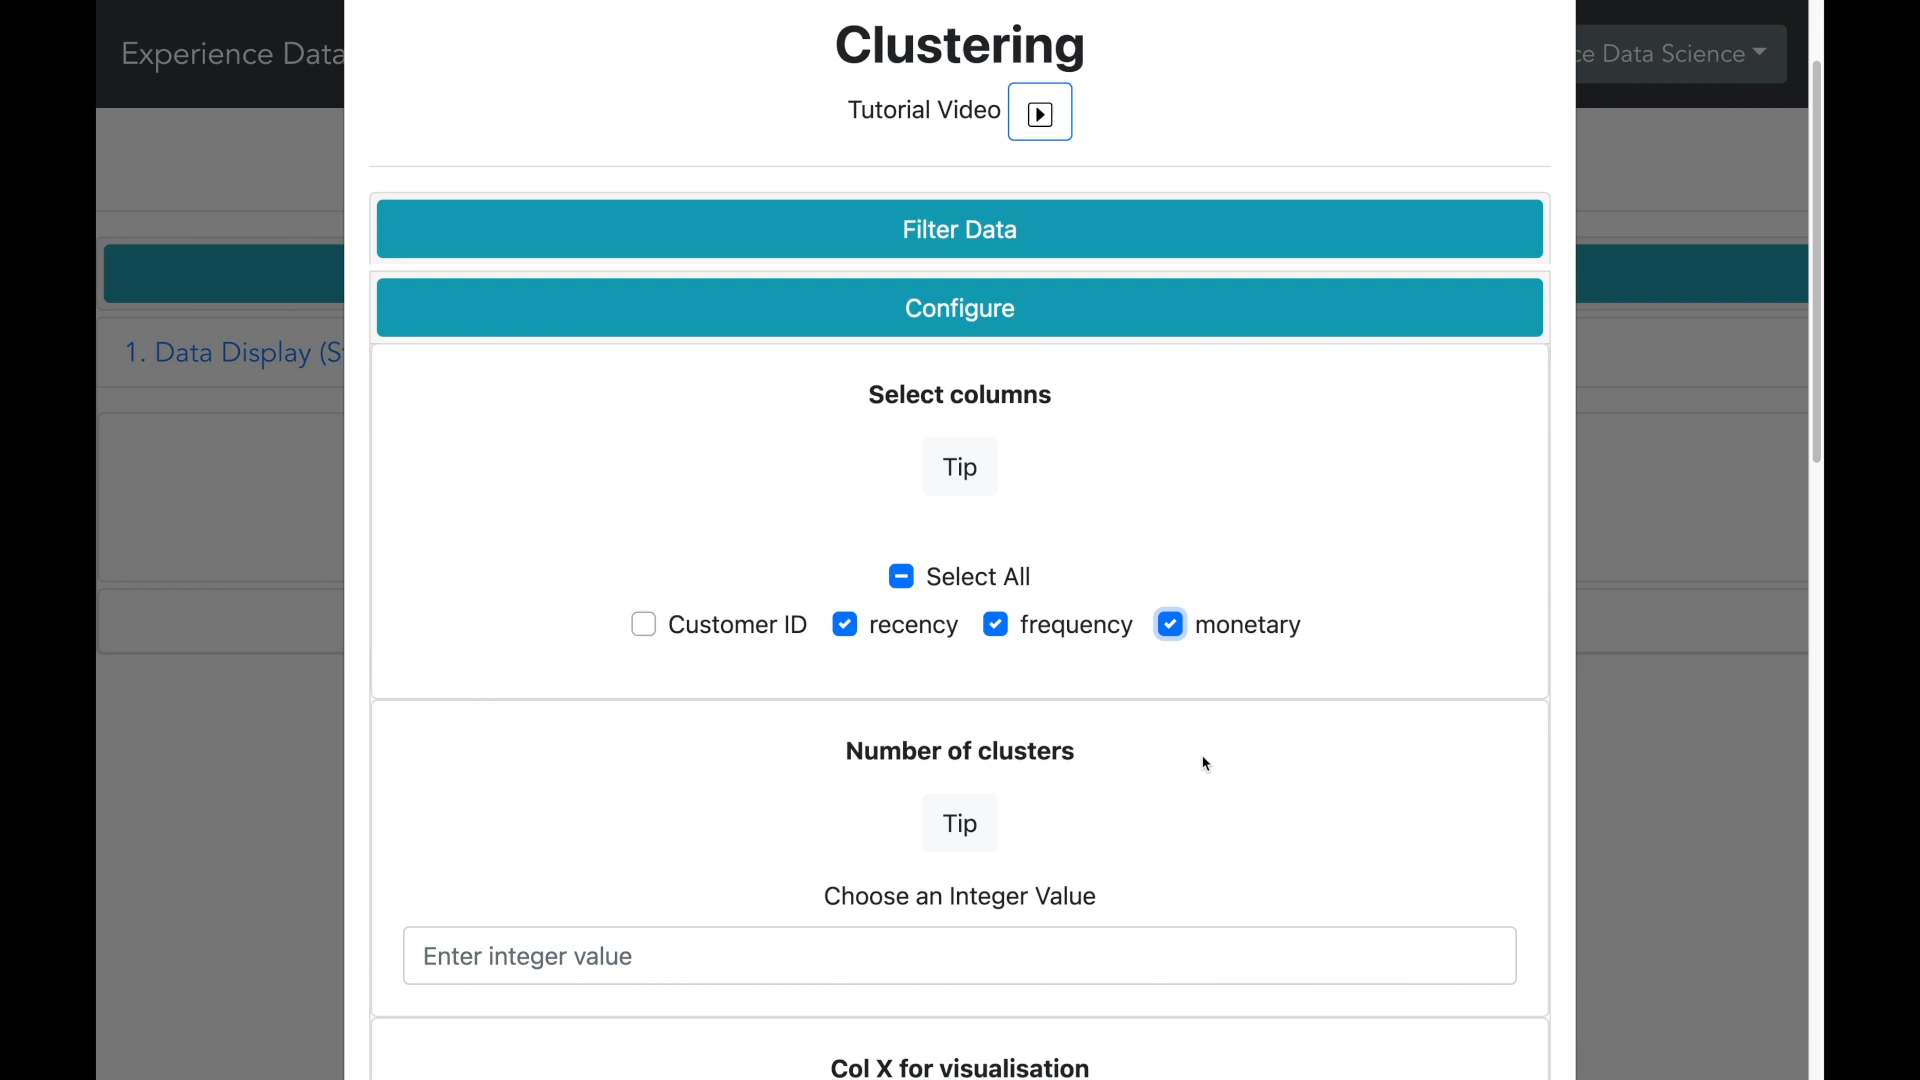 Experience Data
Clustering
ce Data Science
Tutorial Video
Filter Data
Configure
1. Data Display (S
Select columns
Tip
Select All
Customer ID recency frequency monetary
Number of clusters
Tip
Choose an Integer Value
Enter integer value
Col X for visualisation